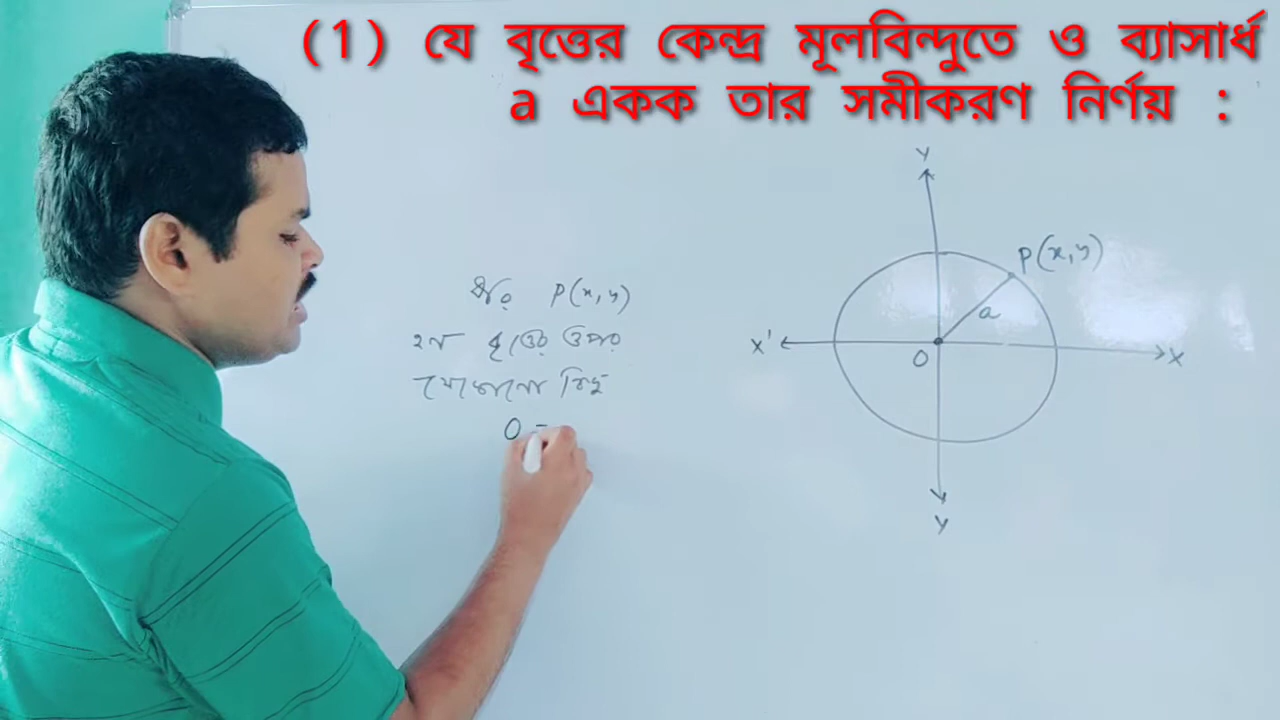 (1) যে বৃত্তের কেন্দ্র মূলবিন্দুতে ও ব্যাসার্ধ
a একক তার সমীকরণ নির্ণয় :
ধরি P(x,y)
হল বৃত্তের উপর
যেকোনো বিন্দু
O =
Y
P(x,y)
a
X'
O
X
Y